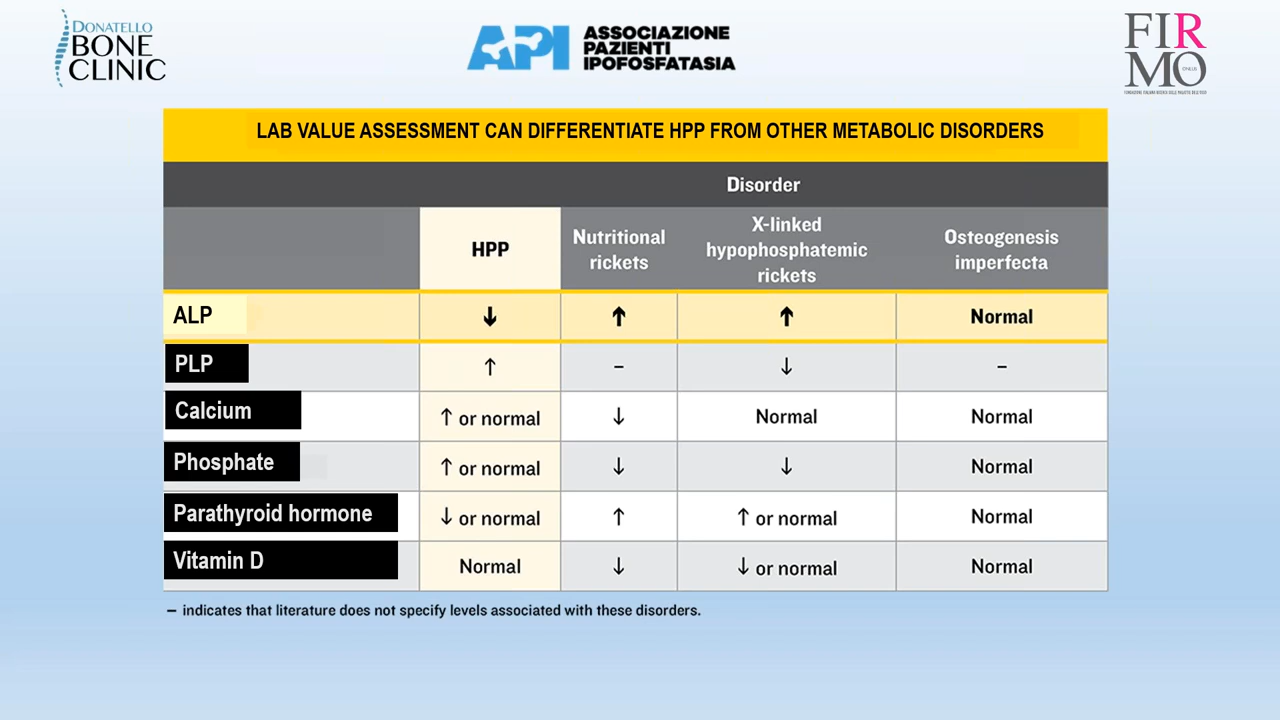 DONATELLO
BONE
CLINIC
API
ASSOCIAZIONE
PAZIENTI
IPOFOSFATASIA
FIR
MO
LAB VALUE ASSESSMENT CAN DIFFERENTIATE HPP FROM OTHER METABOLIC DISORDERS
Disorder
HPP
Nutritional
rickets
X-linked
hypophosphatemic
rickets
Osteogenesis
imperfecta
ALP ↓ ↑ ↑ Normal
PLP ↑ – ↓ –
Calcium ↑ or normal ↓ Normal Normal
Phosphate ↑ or normal ↓ ↓ Normal
Parathyroid hormone ↓ or normal ↑ ↑ or normal Normal
Vitamin D Normal ↓ ↓ or normal Normal
– indicates that literature does not specify levels associated with these disorders.